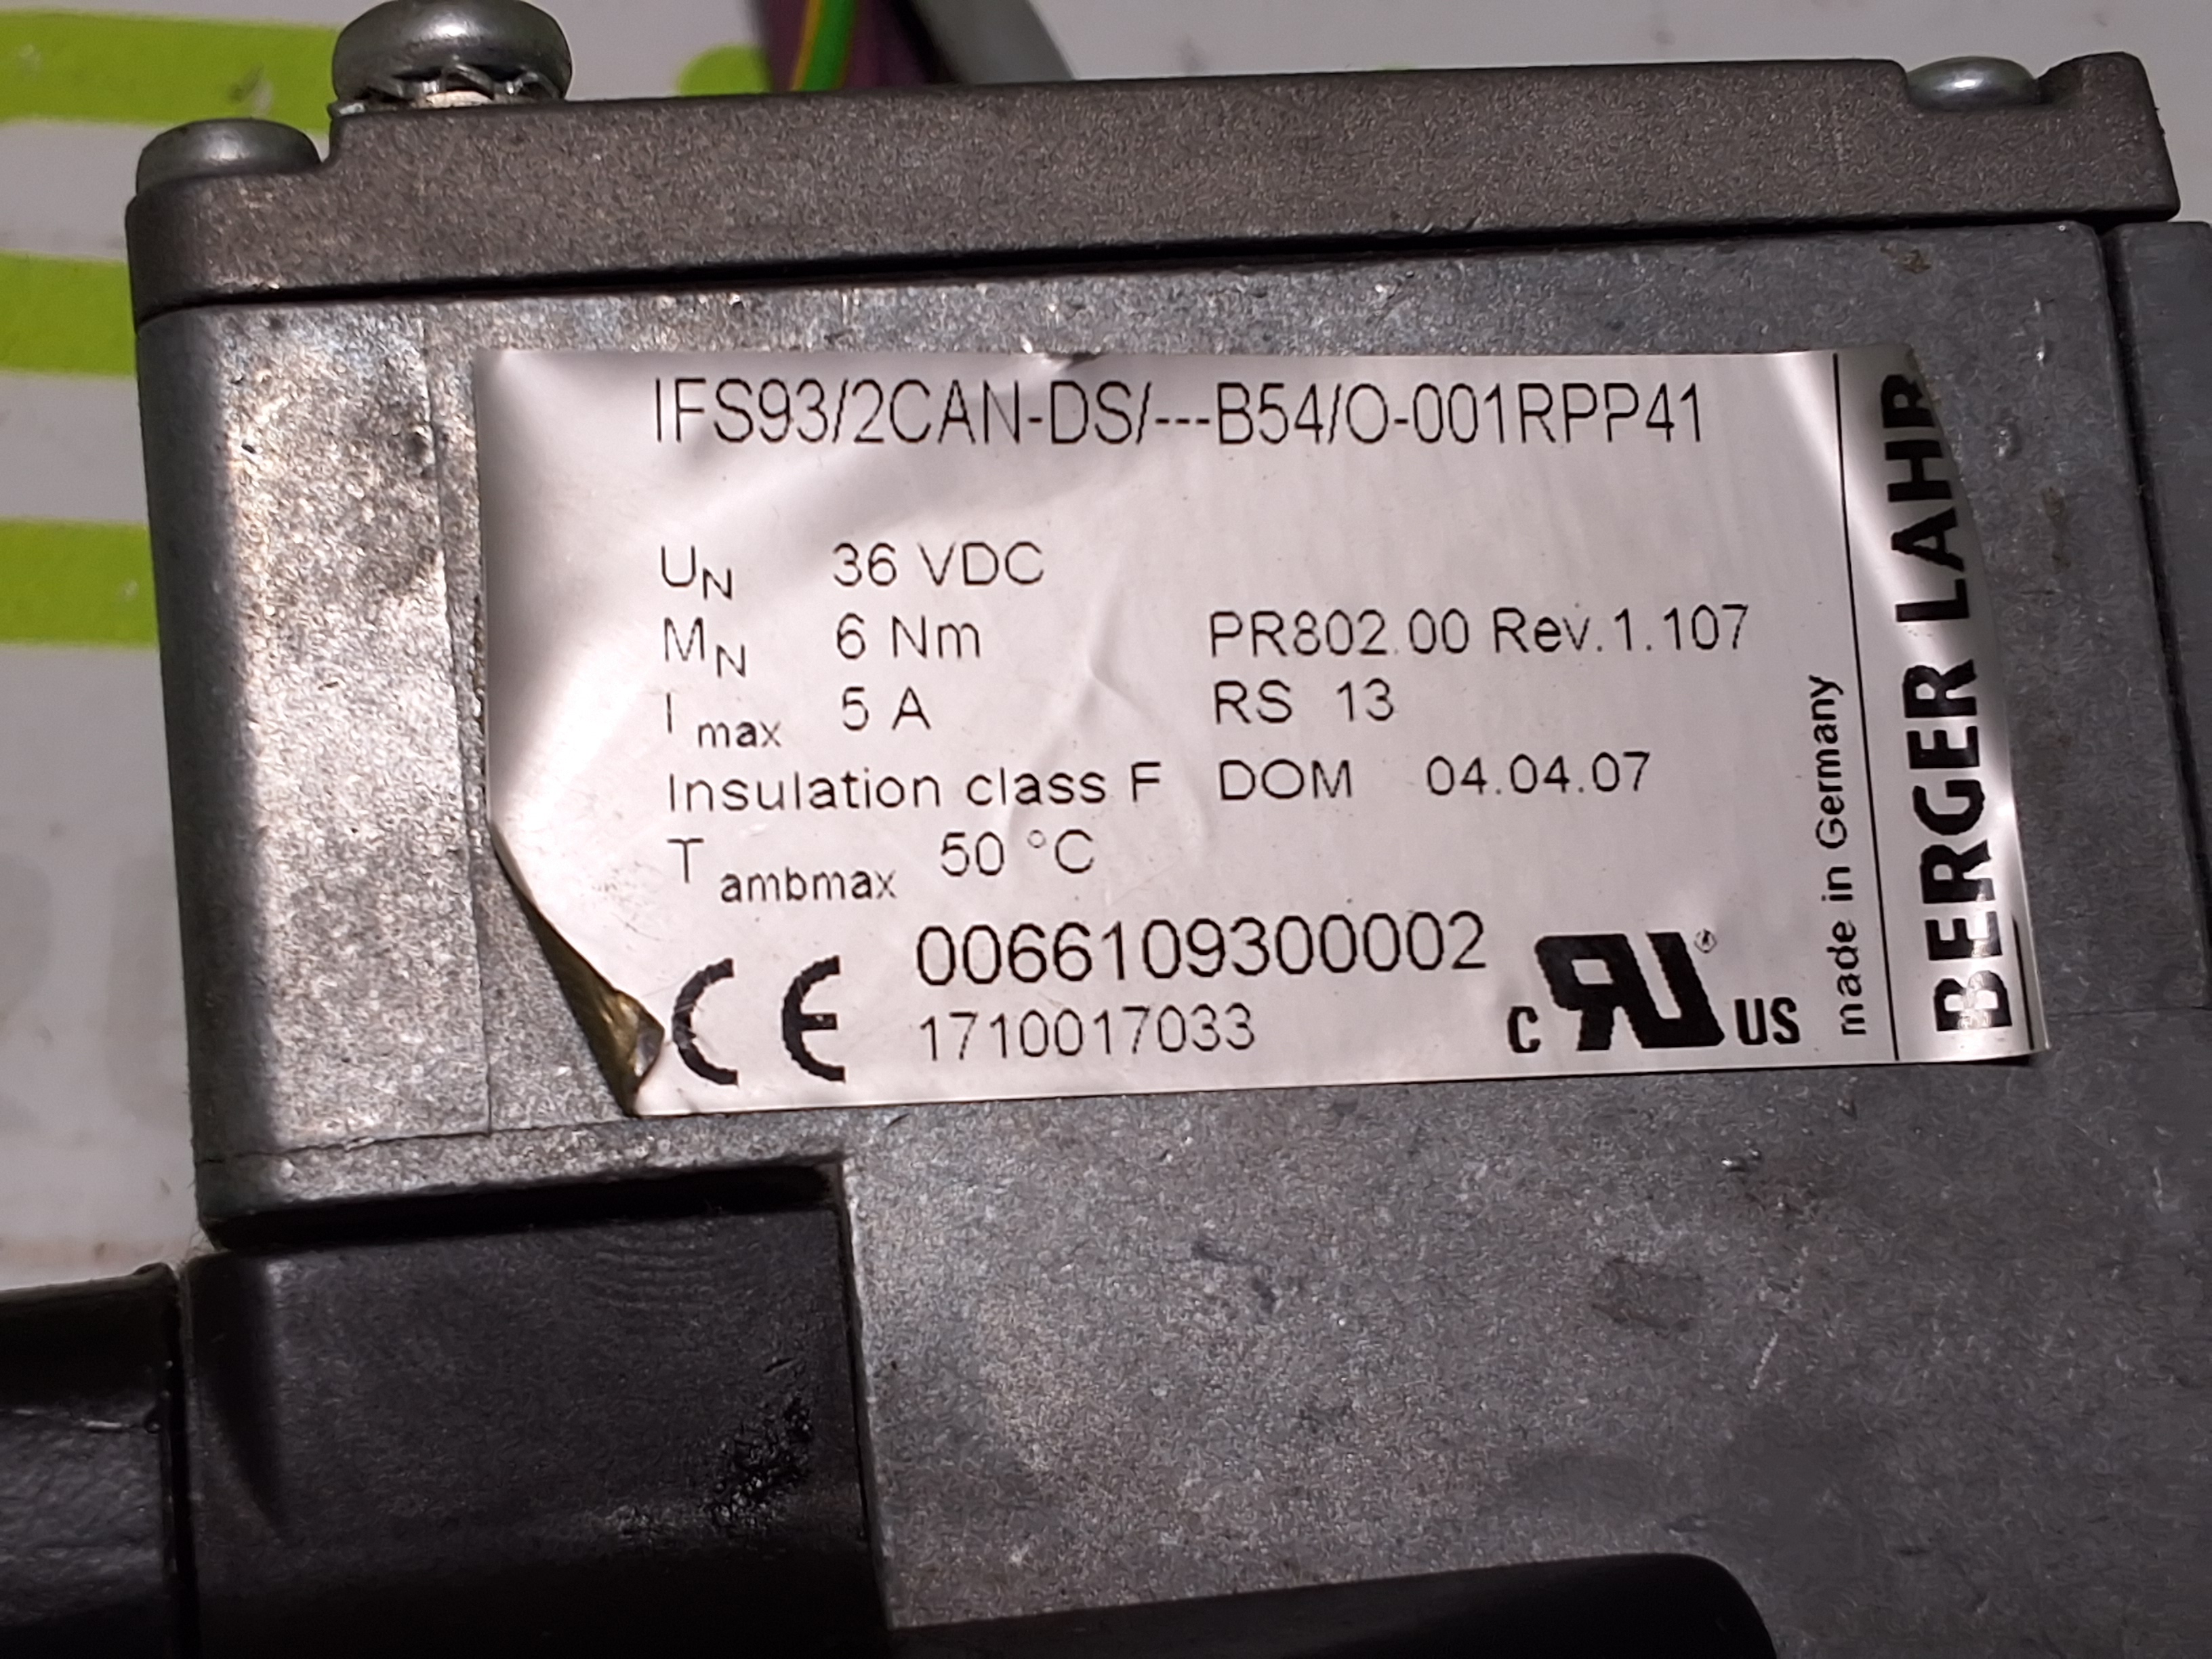 IFS93/2CAN-DS/---B54/O-001RPP41
UN 36 VDC
MN 6 Nm PR802.00 Rev.1.107
I max 5 A RS 13
Insulation class F DOM 04.04.07
T ambmax 50 °C
CE 0066109300002
1710017033
c RU ® US
made in Germany
BERGER LAHR